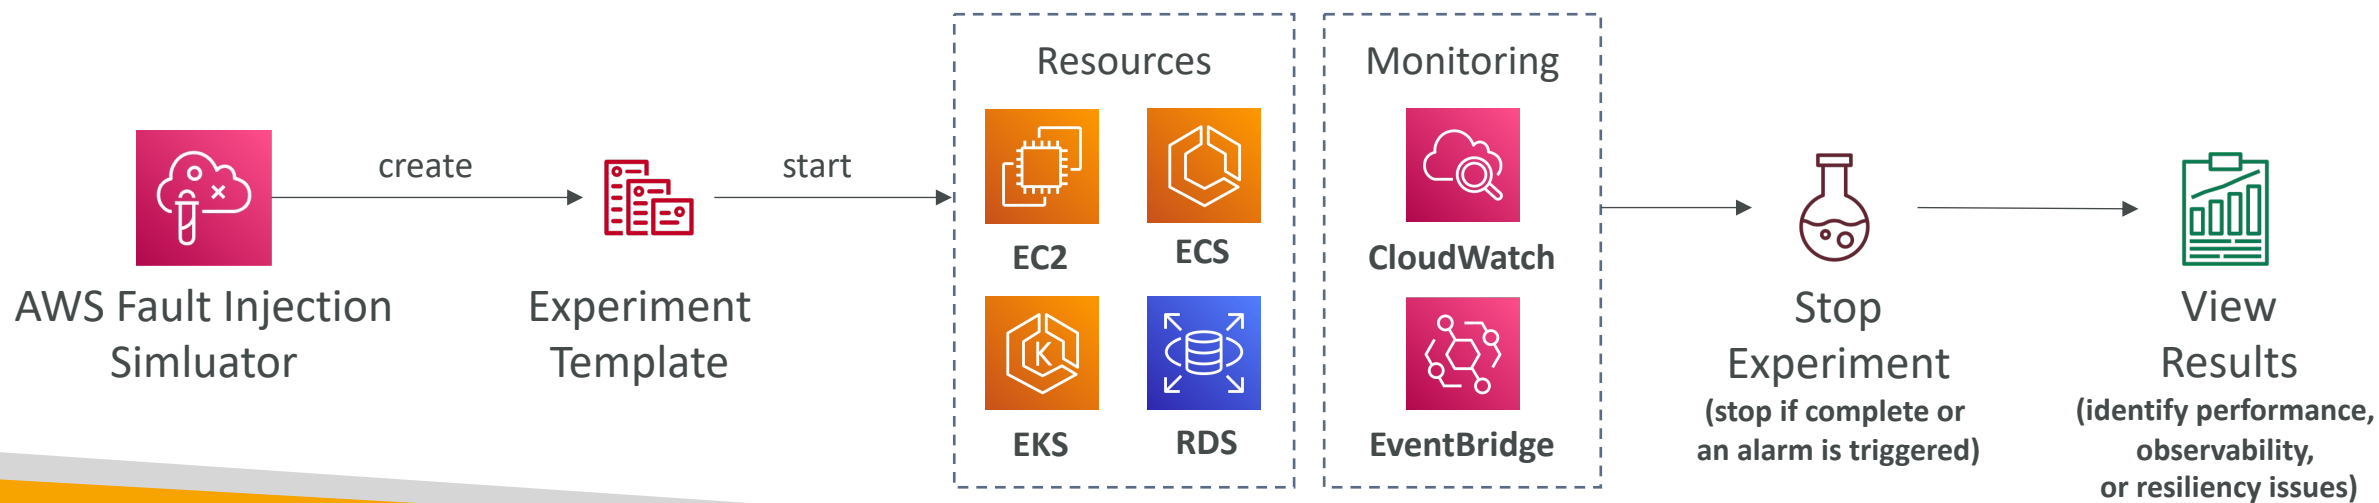 AWS Fault Injection
Simluator
create
Experiment
Template
start
Resources
EC2
ECS
EKS
K
RDS
Monitoring
CloudWatch
EventBridge
Stop
Experiment
(stop if complete or
an alarm is triggered)
View
Results
(identify performance,
observability,
or resiliency issues)